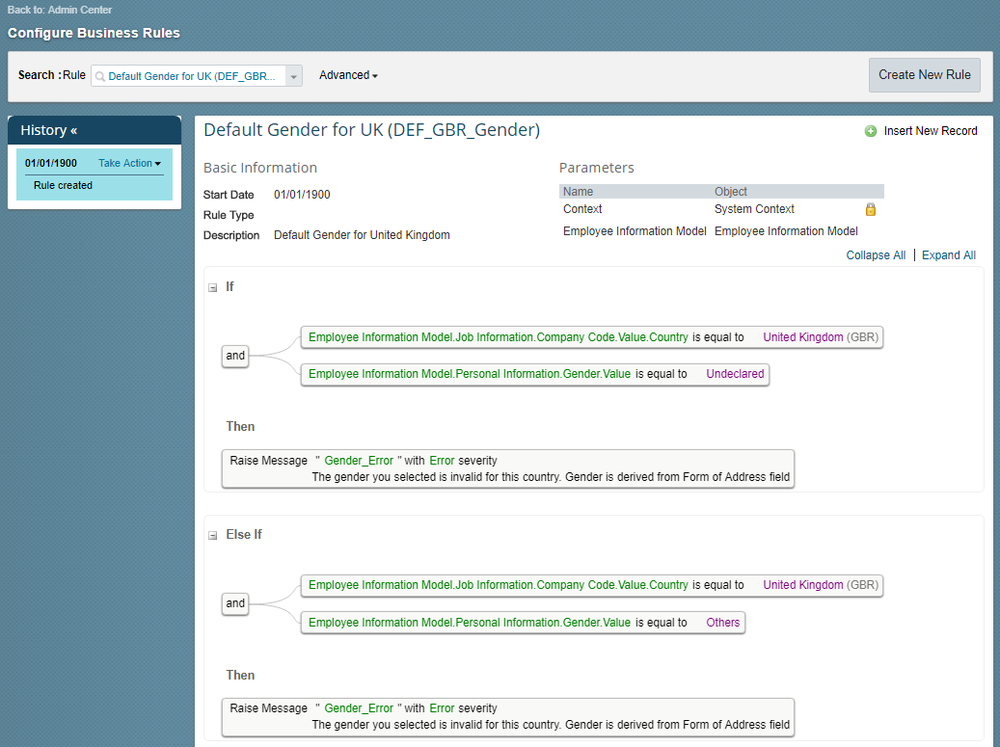 Back to: Admin Center
Configure Business Rules
Search : Rule Default Gender for UK (DEF_GBR... Advanced
Create New Rule
History «
01/01/1900 Take Action
Rule created
Default Gender for UK (DEF_GBR_Gender)
Insert New Record
Basic Information
Start Date 01/01/1900
Rule Type
Description Default Gender for United Kingdom
Parameters
Name Object
Context System Context
Employee Information Model Employee Information Model
Collapse All | Expand All
If
and
Employee Information Model.Job Information.Company Code.Value.Country is equal to United Kingdom (GBR)
Employee Information Model.Personal Information.Gender.Value is equal to Undeclared
Then
Raise Message " Gender_Error " with Error severity
The gender you selected is invalid for this country. Gender is derived from Form of Address field
Else If
and
Employee Information Model.Job Information.Company Code.Value.Country is equal to United Kingdom (GBR)
Employee Information Model.Personal Information.Gender.Value is equal to Others
Then
Raise Message " Gender_Error " with Error severity
The gender you selected is invalid for this country. Gender is derived from Form of Address field